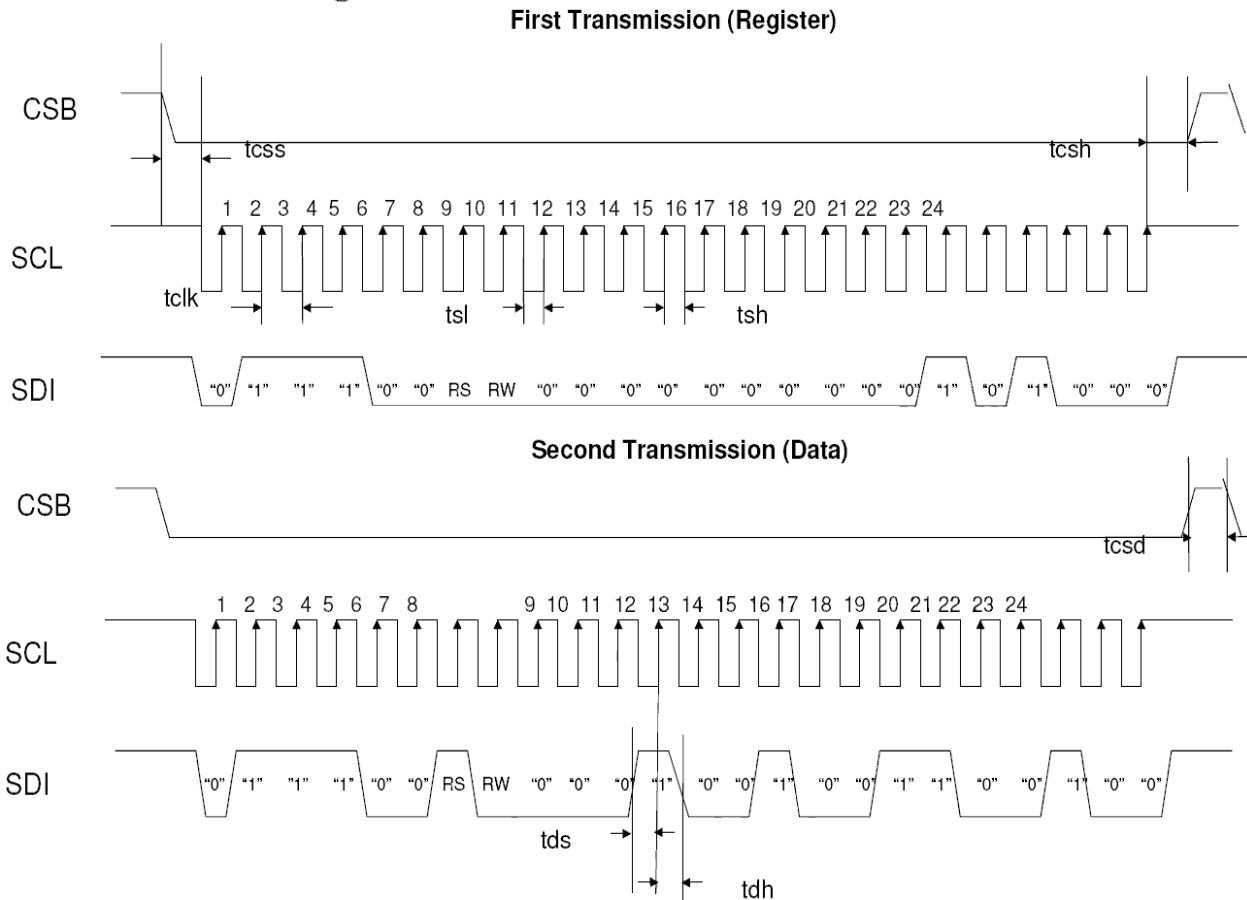 First Transmission (Register)
CSB
tcss
tcsh
1 2 3 4 5 6 7 8 9 10 11 12 13 14 15 16 17 18 19 20 21 22 23 24
SCL
tclk
tsl
tsh
SDI
“0” “1” "1" “1” “0” “0” RS RW “0” “0” “0” “0” “0” “0” “0” “0” “0” “0” “1” “0” “1” “0” “0” “0”
Second Transmission (Data)
CSB
tcsd
1 2 3 4 5 6 7 8 9 10 11 12 13 14 15 16 17 18 19 20 21 22 23 24
SCL
SDI
“0” “1” "1" “1” “0” “0” RS RW “0” “0” “0” “1” “0” “0” “1” “0” “0” “1” “1” “0” “0” “1” “0” “0”
tds
tdh